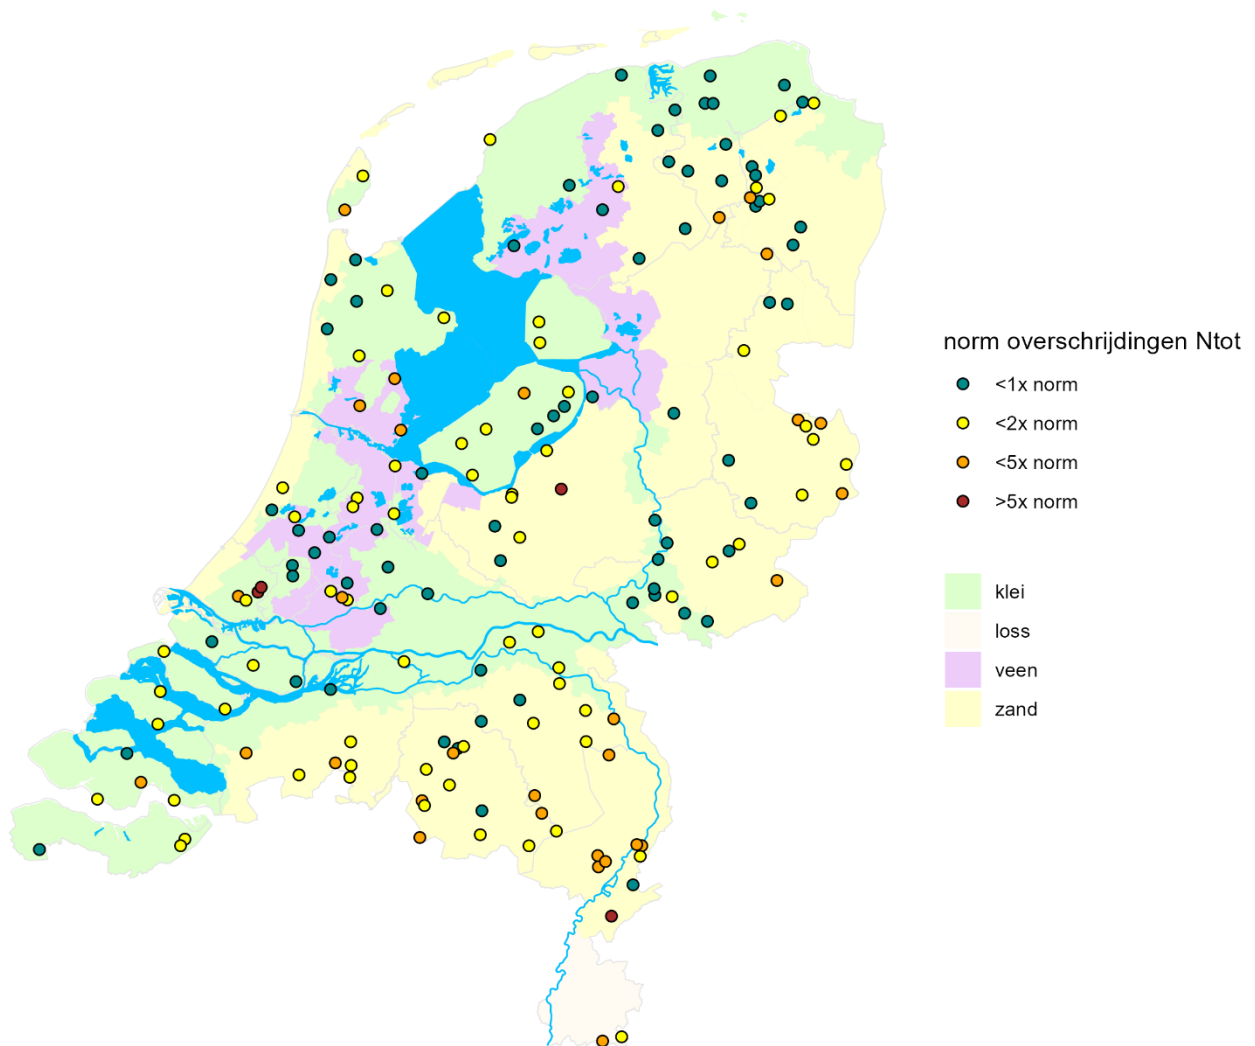 norm overschrijdingen Ntot
<1x norm
<2x norm
<5x norm
>5x norm
klei
loss
veen
zand